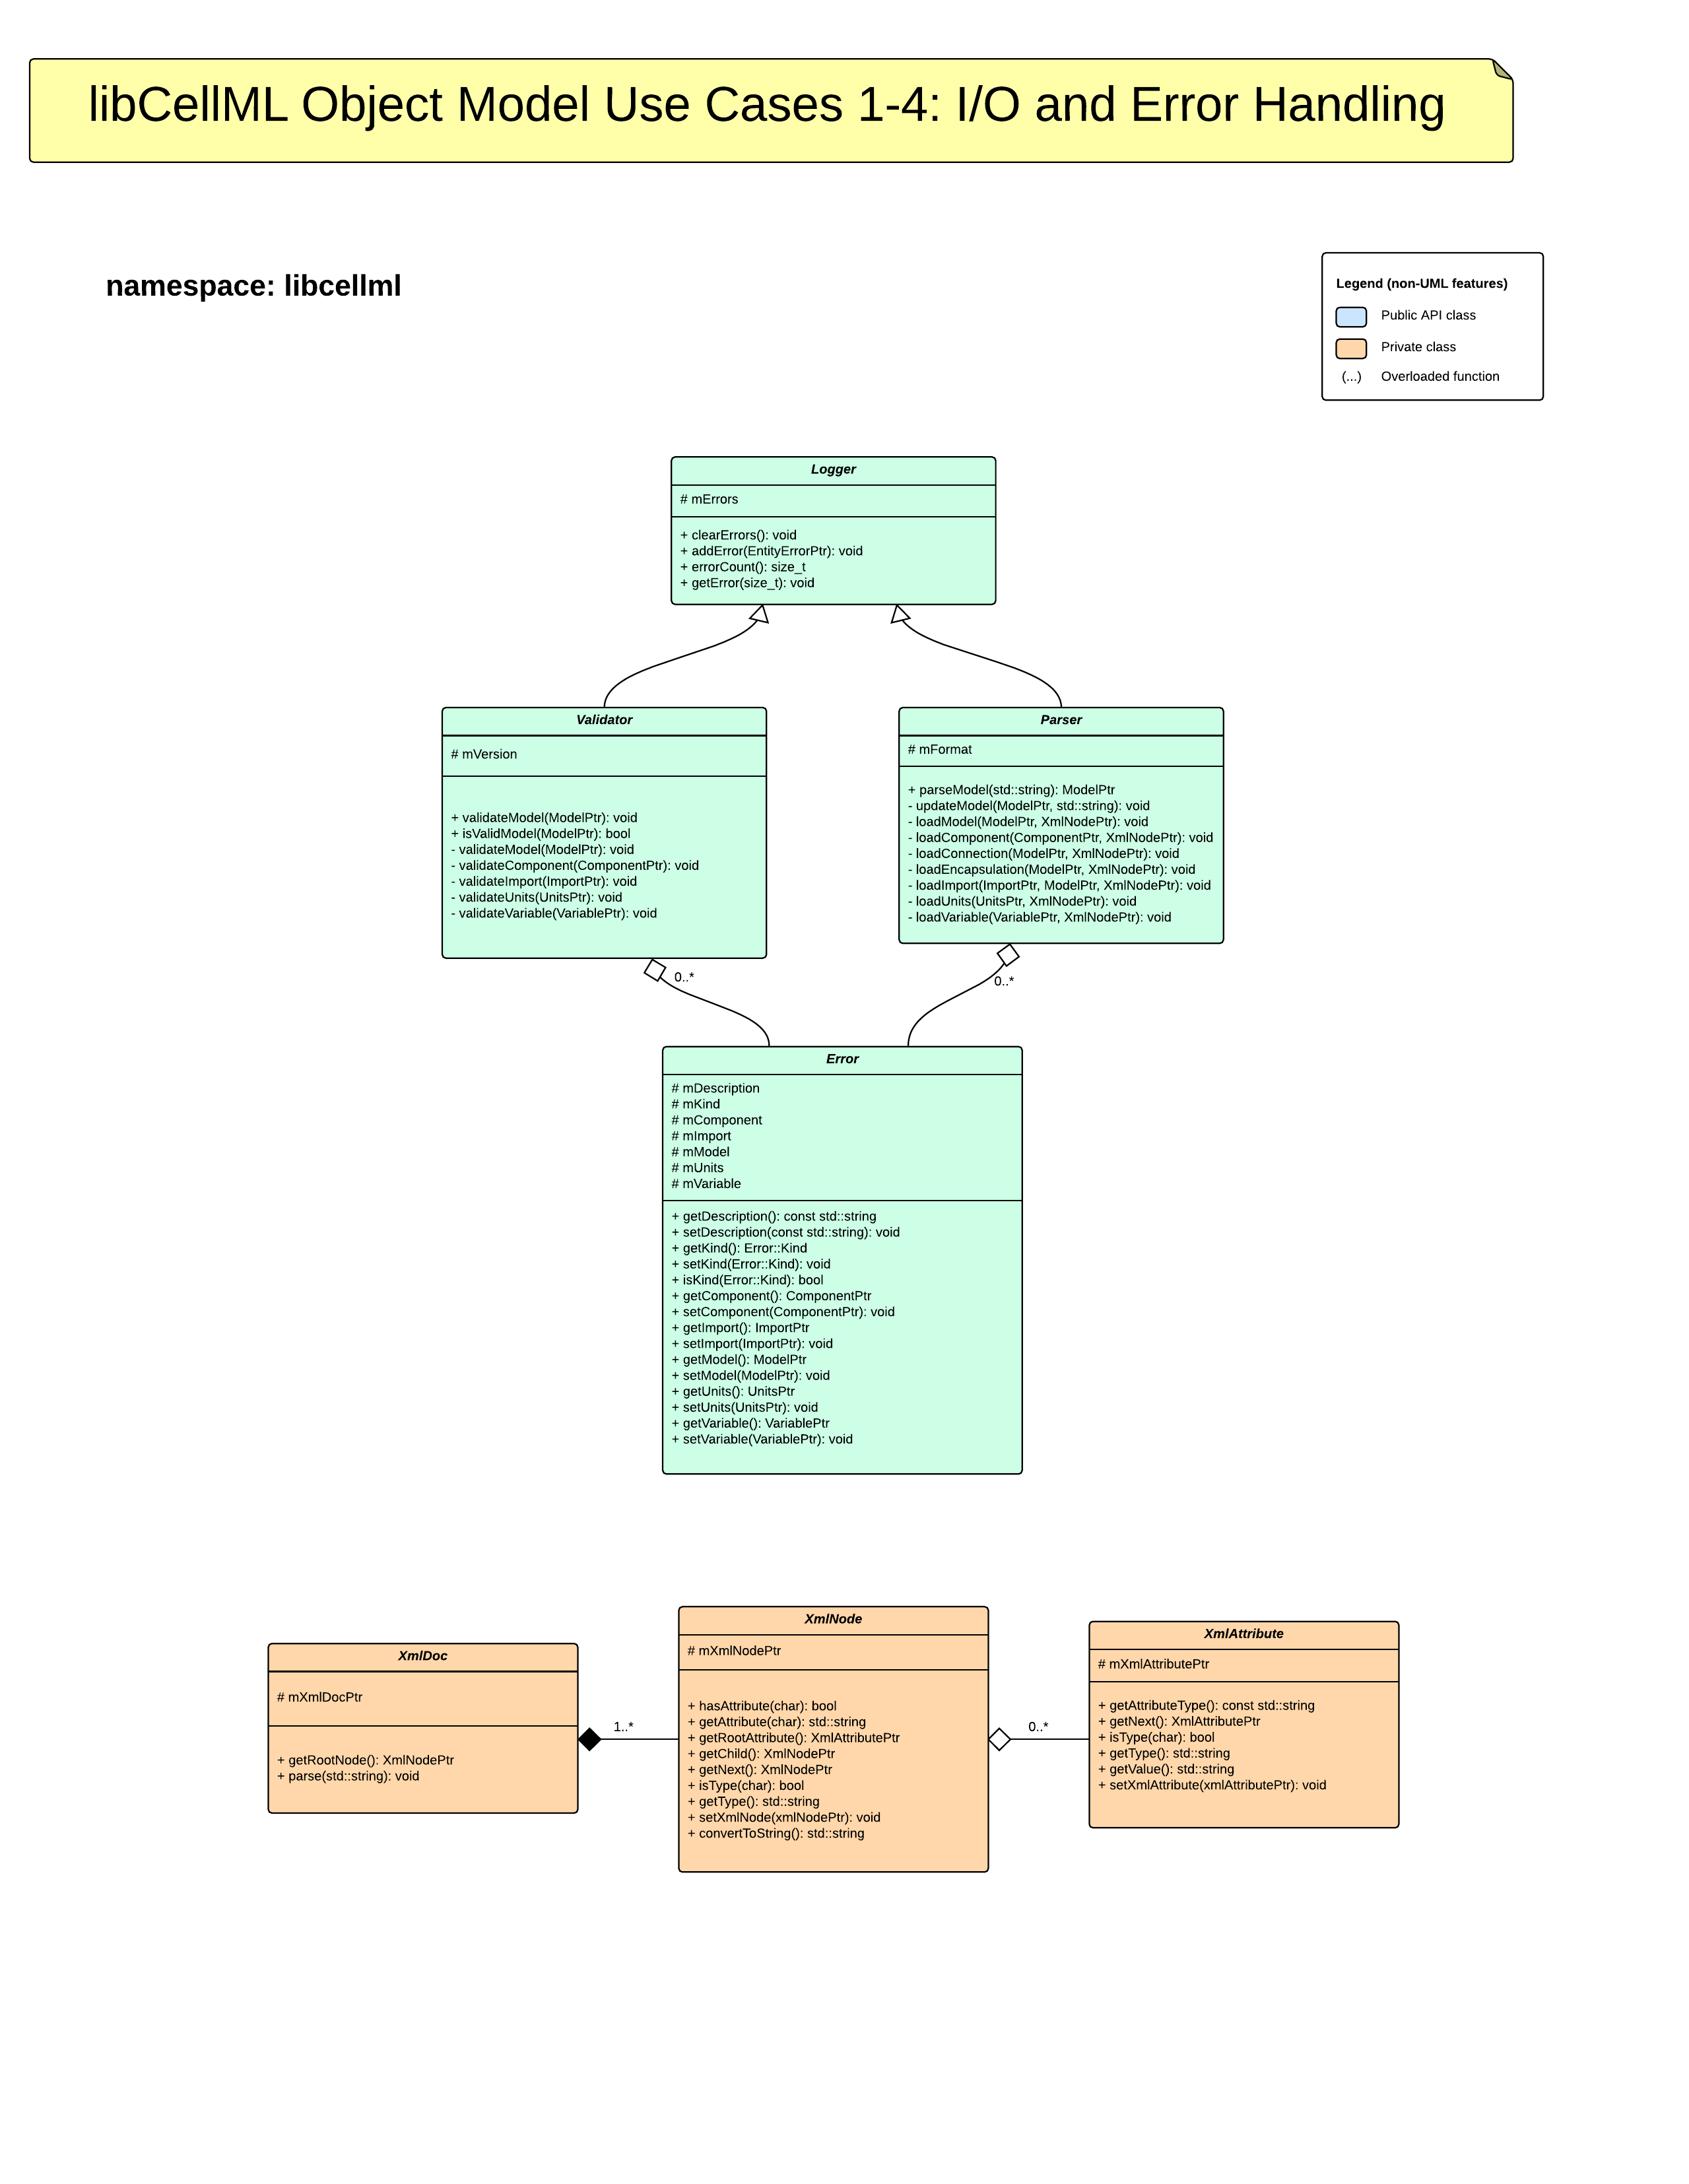 libCellML Object Model Use Cases 1-4: I/O and Error Handling
namespace: libcellml
Legend (non-UML features)
Public API class
Private class
(...) Overloaded function
Logger
# mErrors
+ clearErrors(): void
+ addError(EntityErrorPtr): void
+ errorCount(): size_t
+ getError(size_t): void
Validator
# mVersion
+ validateModel(ModelPtr): void
+ isValidModel(ModelPtr): bool
- validateModel(ModelPtr): void
- validateComponent(ComponentPtr): void
- validateImport(ImportPtr): void
- validateUnits(UnitsPtr): void
- validateVariable(VariablePtr): void
Parser
# mFormat
+ parseModel(std::string): ModelPtr
- updateModel(ModelPtr, std::string): void
- loadModel(ModelPtr, XmlNodePtr): void
- loadComponent(ComponentPtr, XmlNodePtr): void
- loadConnection(ModelPtr, XmlNodePtr): void
- loadEncapsulation(ModelPtr, XmlNodePtr): void
- loadImport(ImportPtr, ModelPtr, XmlNodePtr): void
- loadUnits(UnitsPtr, XmlNodePtr): void
- loadVariable(VariablePtr, XmlNodePtr): void
0..*
0..*
Error
# mDescription
# mKind
# mComponent
# mImport
# mModel
# mUnits
# mVariable
+ getDescription(): const std::string
+ setDescription(const std::string): void
+ getKind(): Error::Kind
+ setKind(Error::Kind): void
+ isKind(Error::Kind): bool
+ getComponent(): ComponentPtr
+ setComponent(ComponentPtr): void
+ getImport(): ImportPtr
+ setImport(ImportPtr): void
+ getModel(): ModelPtr
+ setModel(ModelPtr): void
+ getUnits(): UnitsPtr
+ setUnits(UnitsPtr): void
+ getVariable(): VariablePtr
+ setVariable(VariablePtr): void
XmlDoc
# mXmlDocPtr
+ getRootNode(): XmlNodePtr
+ parse(std::string): void
1..*
XmlNode
# mXmlNodePtr
+ hasAttribute(char): bool
+ getAttribute(char): std::string
+ getRootAttribute(): XmlAttributePtr
+ getChild(): XmlNodePtr
+ getNext(): XmlNodePtr
+ isType(char): bool
+ getType(): std::string
+ setXmlNode(xmlNodePtr): void
+ convertToString(): std::string
0..*
XmlAttribute
# mXmlAttributePtr
+ getAttributeType(): const std::string
+ getNext(): XmlAttributePtr
+ isType(char): bool
+ getType(): std::string
+ getValue(): std::string
+ setXmlAttribute(xmlAttributePtr): void